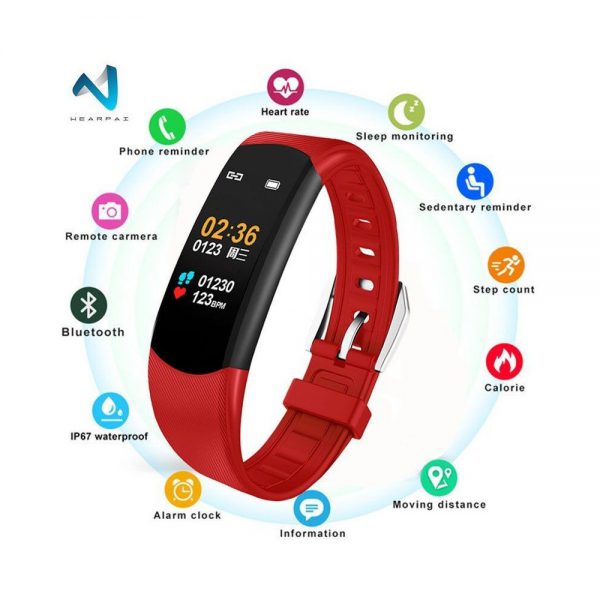 HEARPAI
Heart rate
Phone reminder
Sleep monitoring
Remote carmera
Sedentary reminder
02:36
0123 周三
01230
123BPM
Step count
Bluetooth
Calorie
IP67 waterproof
Moving distance
Alarm clock
Information